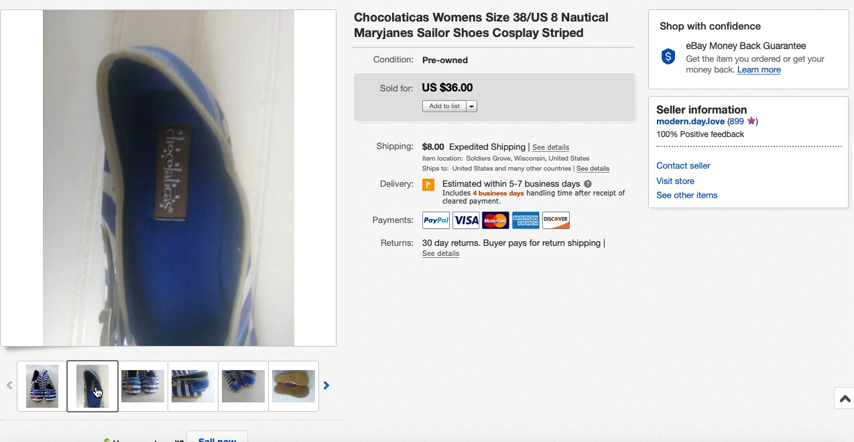 Chocolaticas Womens Size 38/US 8 Nautical
Maryjanes Sailor Shoes Cosplay Striped
Condition: Pre-owned
Sold for: US $36.00
Add to list
Shipping: $8.00 Expedited Shipping | See details
Item location: Soldiers Grove, Wisconsin, United States
Ships to: United States and many other countries | See details
Delivery: Estimated within 5-7 business days
Includes 4 business days handling time after receipt of
cleared payment.
Payments: PayPal VISA MasterCard AMERICAN EXPRESS DISCOVER
Returns: 30 day returns. Buyer pays for return shipping |
See details
Shop with confidence
eBay Money Back Guarantee
Get the item you ordered or get your
money back. Learn more
Seller information
modern.day.love (899 )
100% Positive feedback
Contact seller
Visit store
See other items
chocolaticas
Sell now